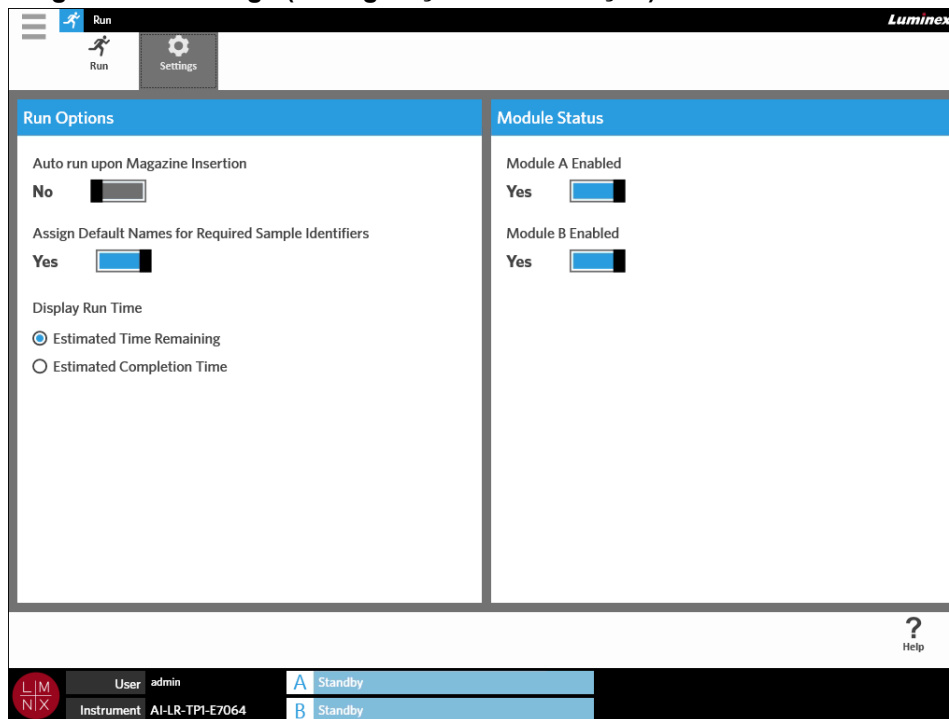 Run
Luminex
Run
Settings
Run Options
Module Status
Auto run upon Magazine Insertion
No
Assign Default Names for Required Sample Identifiers
Yes
Display Run Time
Estimated Time Remaining
Estimated Completion Time
Module A Enabled
Yes
Module B Enabled
Yes
?
Help
L M
N X
User admin
Instrument AI-LR-TP1-E7064
A Standby
B Standby